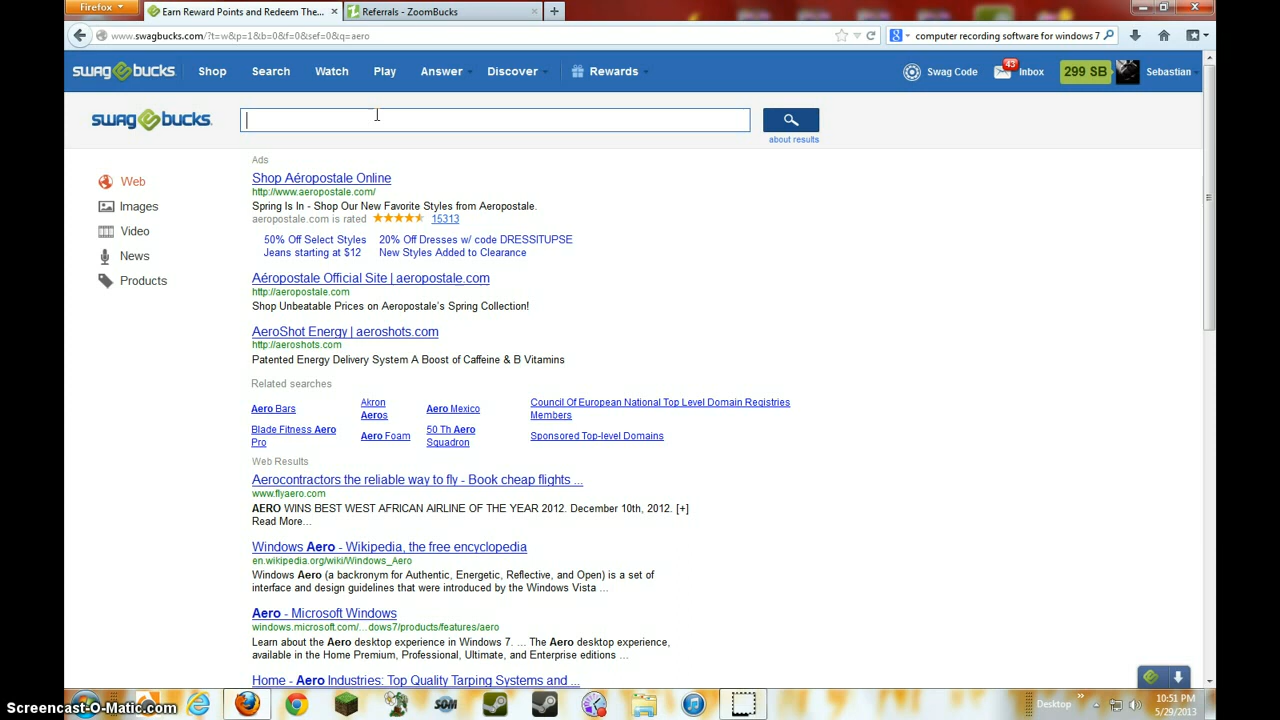 Firefox
Earn Reward Points and Redeem The...
Referrals - ZoomBucks
www.swagbucks.com/?t=w&p=1&b=0&f=0&sef=0&q=aero
computer recording software for windows 7
swagbucks
Shop
Search
Watch
Play
Answer
Discover
Rewards
Swag Code
43
Inbox
299 SB
Sebastian
swagbucks
about results
Web
Images
Video
News
Products
Ads
Shop Aéropostale Online
http://www.aeropostale.com/
Spring Is In - Shop Our New Favorite Styles from Aeropostale.
aeropostale.com is rated 15313
50% Off Select Styles 20% Off Dresses w/ code DRESSITUPSE
Jeans starting at $12 New Styles Added to Clearance
Aéropostale Official Site | aeropostale.com
http://aeropostale.com
Shop Unbeatable Prices on Aeropostale's Spring Collection!
AeroShot Energy | aeroshots.com
http://aeroshots.com
Patented Energy Delivery System A Boost of Caffeine & B Vitamins
Related searches
Aero Bars
Akron
Aeros
Aero Mexico
Council Of European National Top Level Domain Registries
Members
Blade Fitness Aero
Pro
Aero Foam
50 Th Aero
Squadron
Sponsored Top-level Domains
Web Results
Aerocontractors the reliable way to fly - Book cheap flights ...
www.flyaero.com
AERO WINS BEST WEST AFRICAN AIRLINE OF THE YEAR 2012. December 10th, 2012. [+]
Read More...
Windows Aero - Wikipedia, the free encyclopedia
en.wikipedia.org/wiki/Windows_Aero
Windows Aero (a backronym for Authentic, Energetic, Reflective, and Open) is a set of
interface and design guidelines that were introduced by the Windows Vista ...
Aero - Microsoft Windows
windows.microsoft.com/... dows7/products/features/aero
Learn about the Aero desktop experience in Windows 7. ... The Aero desktop experience,
available in the Home Premium, Professional, Ultimate, and Enterprise editions ...
Home - Aero Industries: Top Quality Tarping Systems and ...
SOM
Desktop
10:51 PM
5/29/2013
Screencast-O-Matic.com